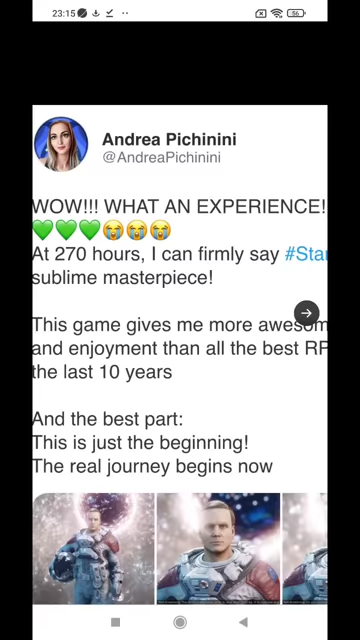 23:15
56
Andrea Pichinini
@AndreaPichinini
WOW!!! WHAT AN EXPERIENCE!
💚💚💚😭😭😭
At 270 hours, I can firmly say #Star
sublime masterpiece!
This game gives me more awesom
and enjoyment than all the best RP
the last 10 years
And the best part:
This is just the beginning!
The real journey begins now